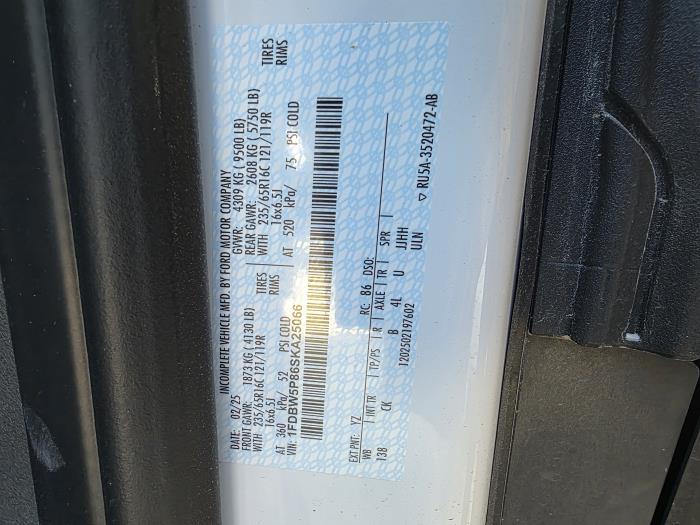 INCOMPLETE VEHICLE MFD. BY FORD MOTOR COMPANY
DATE: 02/25 GVWR: 4309 KG ( 9500 LB)
FRONT GAWR: 1873 KG ( 4130 LB) REAR GAWR: 2608 KG ( 5750 LB)
WITH 235/65R16C 121/119R TIRES WITH 235/65R16C 121/119R TIRES
16x6.5J RIMS 16x6.5J RIMS
AT 360 kPa/ 52 PSI COLD AT 520 kPa/ 75 PSI COLD
VIN: 1FDBW5P86SKA25066
EXT PNT: YZ RC: 86 DSO:
WB INT TR TP/PS R AXLE TR SPR
138 CK B 4L U JJHH
1202502197602 ULN
▽ RU5A-3520472-AB